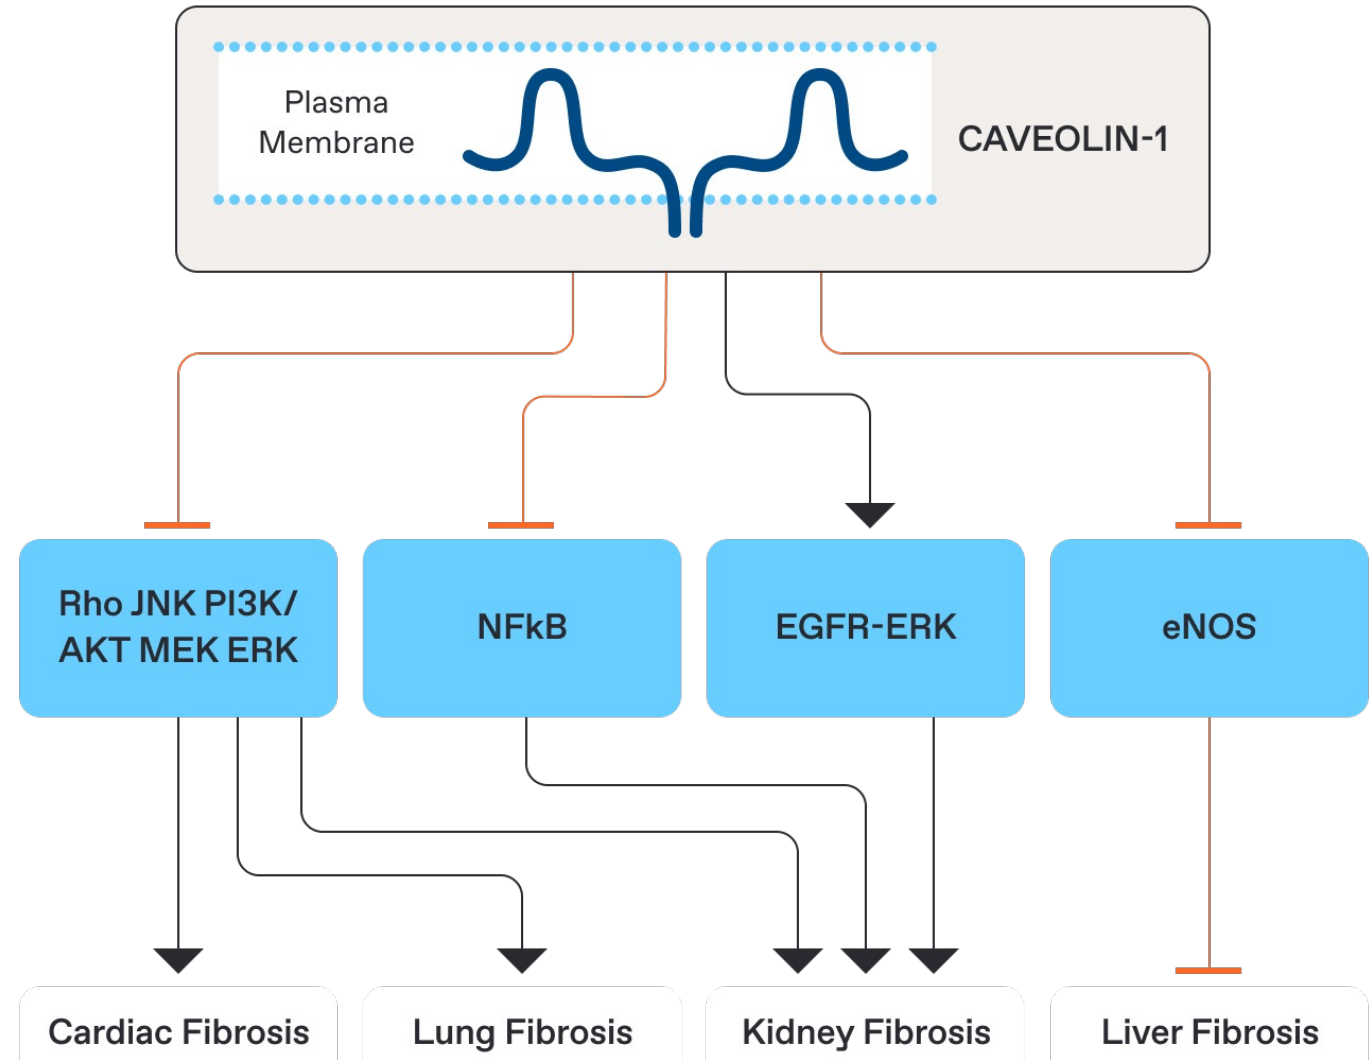 Plasma
Membrane
CAVEOLIN-1
Rho JNK PI3K/
AKT MEK ERK
NFkB
EGFR-ERK
eNOS
Cardiac Fibrosis
Lung Fibrosis
Kidney Fibrosis
Liver Fibrosis